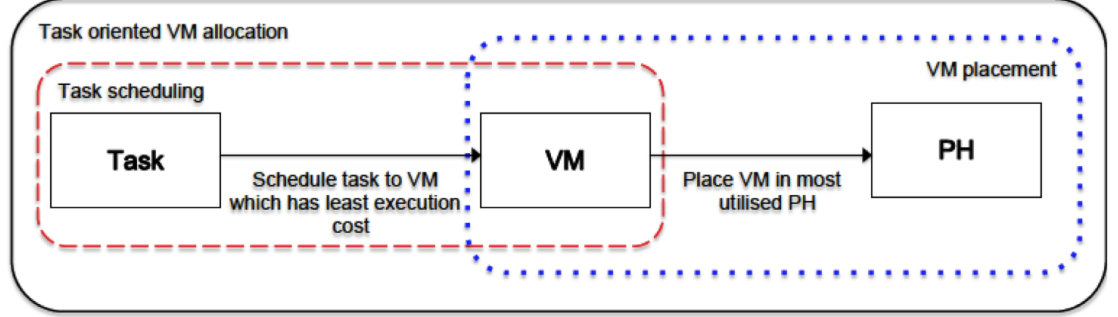 Task oriented VM allocation
VM placement
Task scheduling
Task
VM
PH
Schedule task to VM
which has least execution
cost
Place VM in most
utilised PH